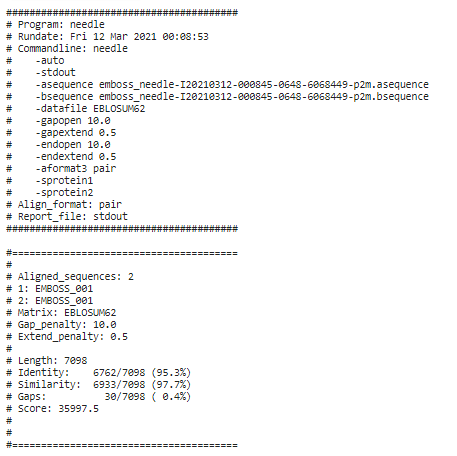 ########################################
# Program: needle
# Rundate: Fri 12 Mar 2021 00:08:53
# Commandline: needle
#    -auto
#    -stdout
#    -asequence emboss_needle-I20210312-000845-0648-6068449-p2m.asequence
#    -bsequence emboss_needle-I20210312-000845-0648-6068449-p2m.bsequence
#    -datafile EBLOSUM62
#    -gapopen 10.0
#    -gapextend 0.5
#    -endopen 10.0
#    -endextend 0.5
#    -aformat3 pair
#    -sprotein1
#    -sprotein2
# Align_format: pair
# Report_file: stdout
########################################

#=======================================
#
# Aligned_sequences: 2
# 1: EMBOSS_001
# 2: EMBOSS_001
# Matrix: EBLOSUM62
# Gap_penalty: 10.0
# Extend_penalty: 0.5
#
# Length: 7098
# Identity:    6762/7098 (95.3%)
# Similarity:  6933/7098 (97.7%)
# Gaps:          30/7098 ( 0.4%)
# Score: 35997.5
#
#
#=======================================